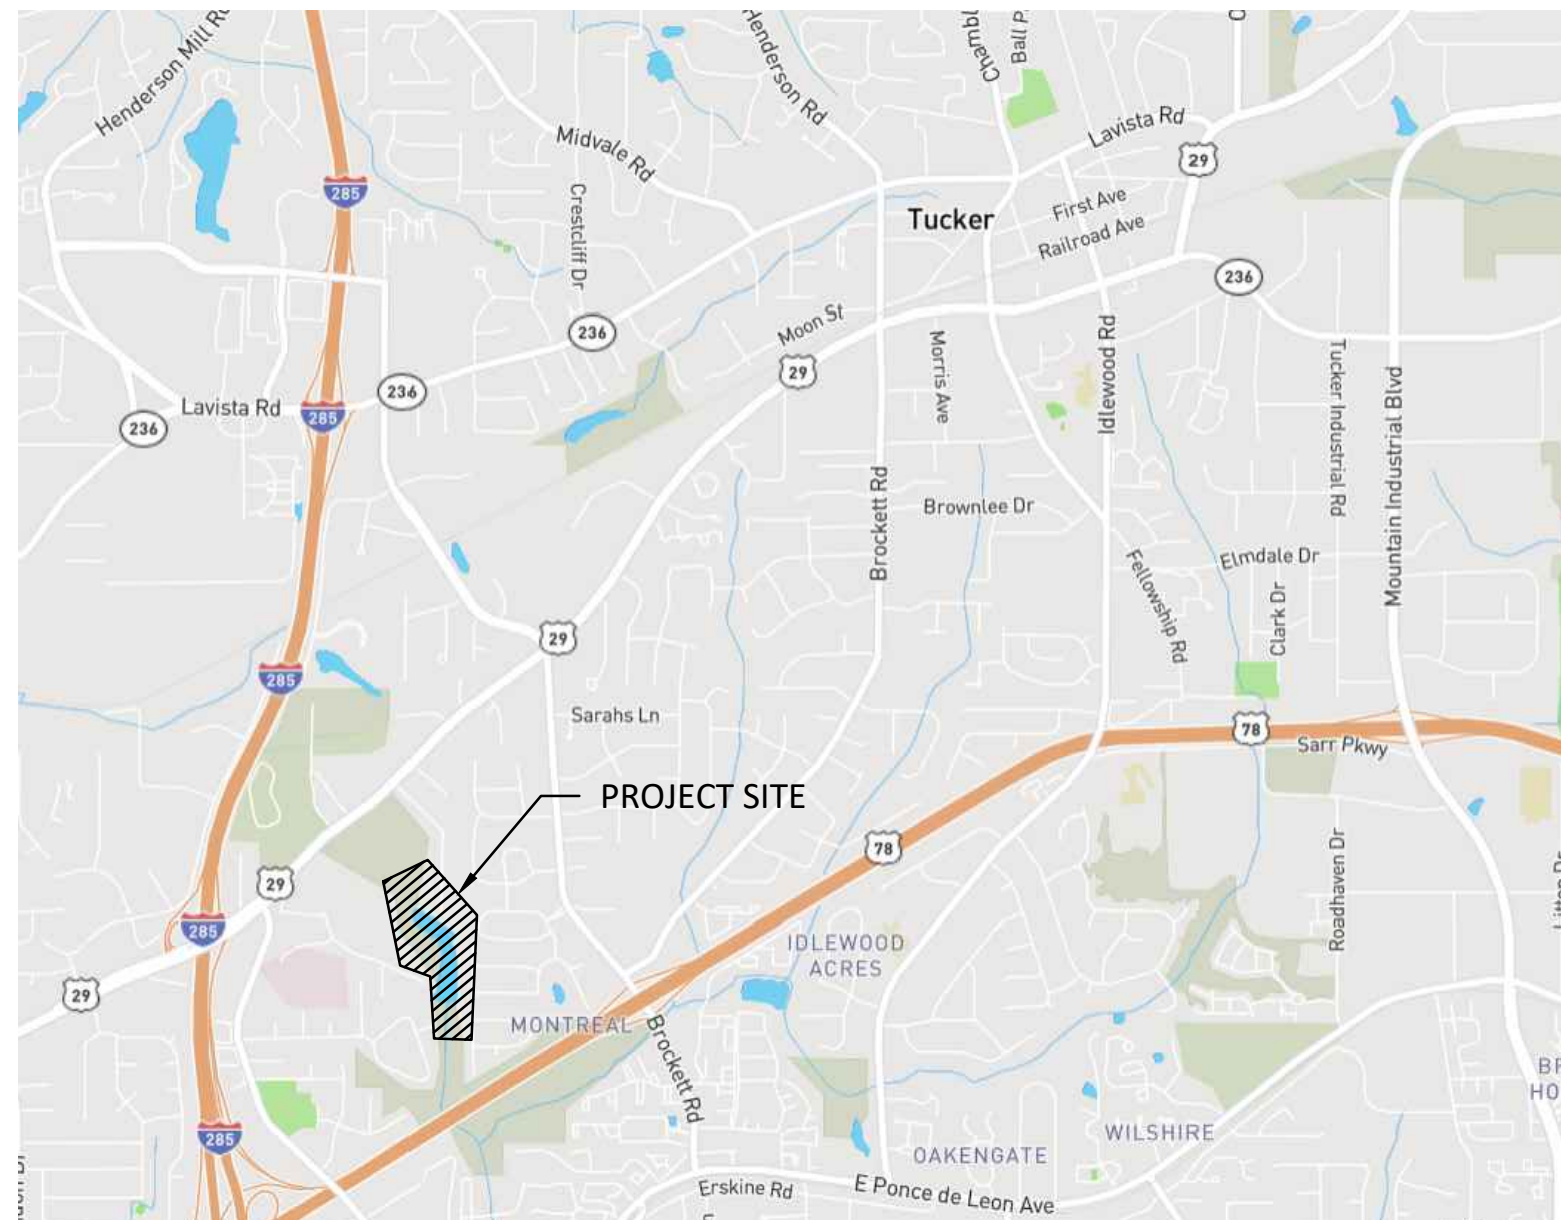 Henderson Mill Rd
Henderson Rd
Ball P
Lavista Rd
Midvale Rd
29
285
Crestcliff Dr
Tucker
First Ave
Railroad Ave
236
236
Moon St
29
236
Lavista Rd
285
236
Morris Ave
Idlewood Rd
Tucker Industrial Rd
Mountain Industrial Blvd
Brockett Rd
Brownlee Dr
Elmdale Dr
Fellowship Rd
Clark Dr
29
285
Sarahs Ln
78
Sarr Pkwy
PROJECT SITE
78
29
Roadhaven Dr
285
IDLEWOOD
ACRES
29
MONTREAL
Brockett Rd
285
WILSHIRE
OAKENGATE
Erskine Rd
E Ponce de Leon Ave